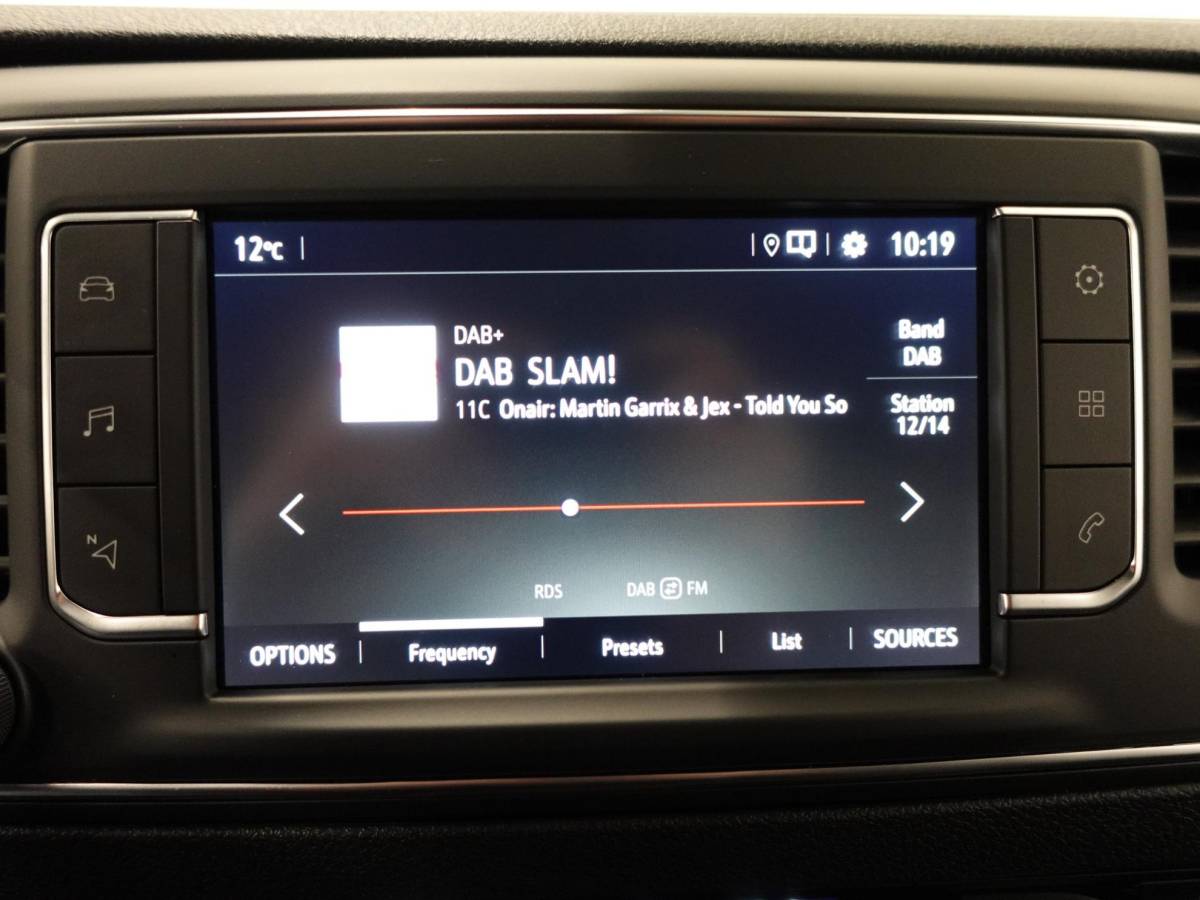 12°C
10:19
DAB+
DAB SLAM!
11C Onair: Martin Garrix & Jex - Told You So
Band
DAB
Station
12/14
N
RDS
DAB FM
OPTIONS
Frequency
Presets
List
SOURCES